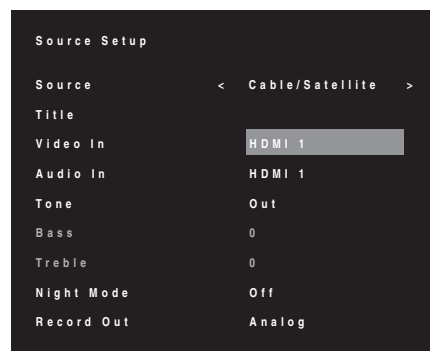 Source Setup
Source < Cable/Satellite >
Title
Video In HDMI 1
Audio In HDMI 1
Tone Out
Bass 0
Treble 0
Night Mode Off
Record Out Analog